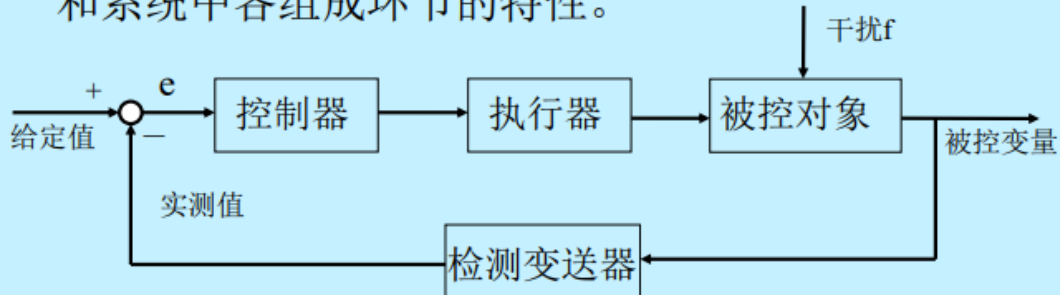 和系统中各组成环节的特性。
干扰f
+
e
控制器
执行器
被控对象
给定值
—
被控变量
实测值
检测变送器